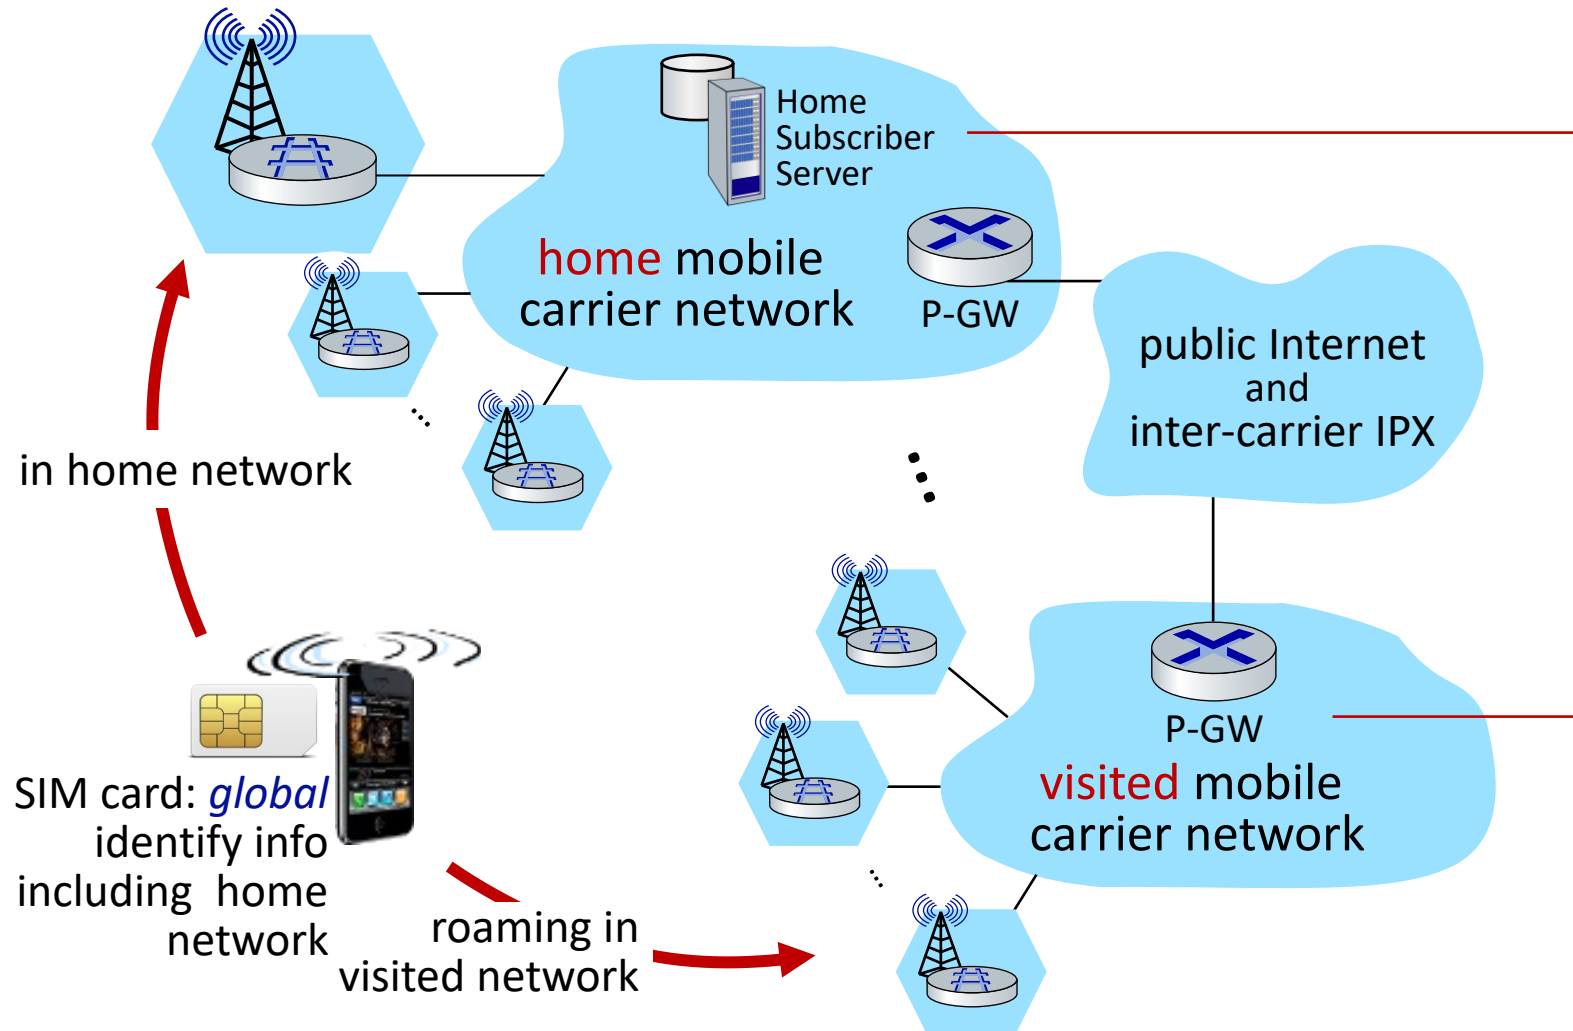 Home
Subscriber
Server
home mobile
carrier network
P-GW
public Internet
and
inter-carrier IPX
in home network
P-GW
visited mobile
carrier network
SIM card: global
identify info
including home
network
roaming in
visited network